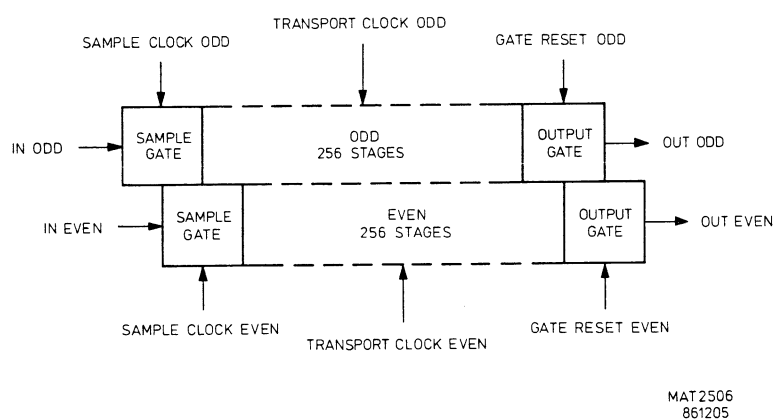 TRANSPORT CLOCK ODD
SAMPLE CLOCK ODD
GATE RESET ODD
IN ODD
SAMPLE
GATE
ODD
256 STAGES
OUTPUT
GATE
OUT ODD
IN EVEN
SAMPLE
GATE
EVEN
256 STAGES
OUTPUT
GATE
OUT EVEN
SAMPLE CLOCK EVEN
TRANSPORT CLOCK EVEN
GATE RESET EVEN
MAT2506
861205